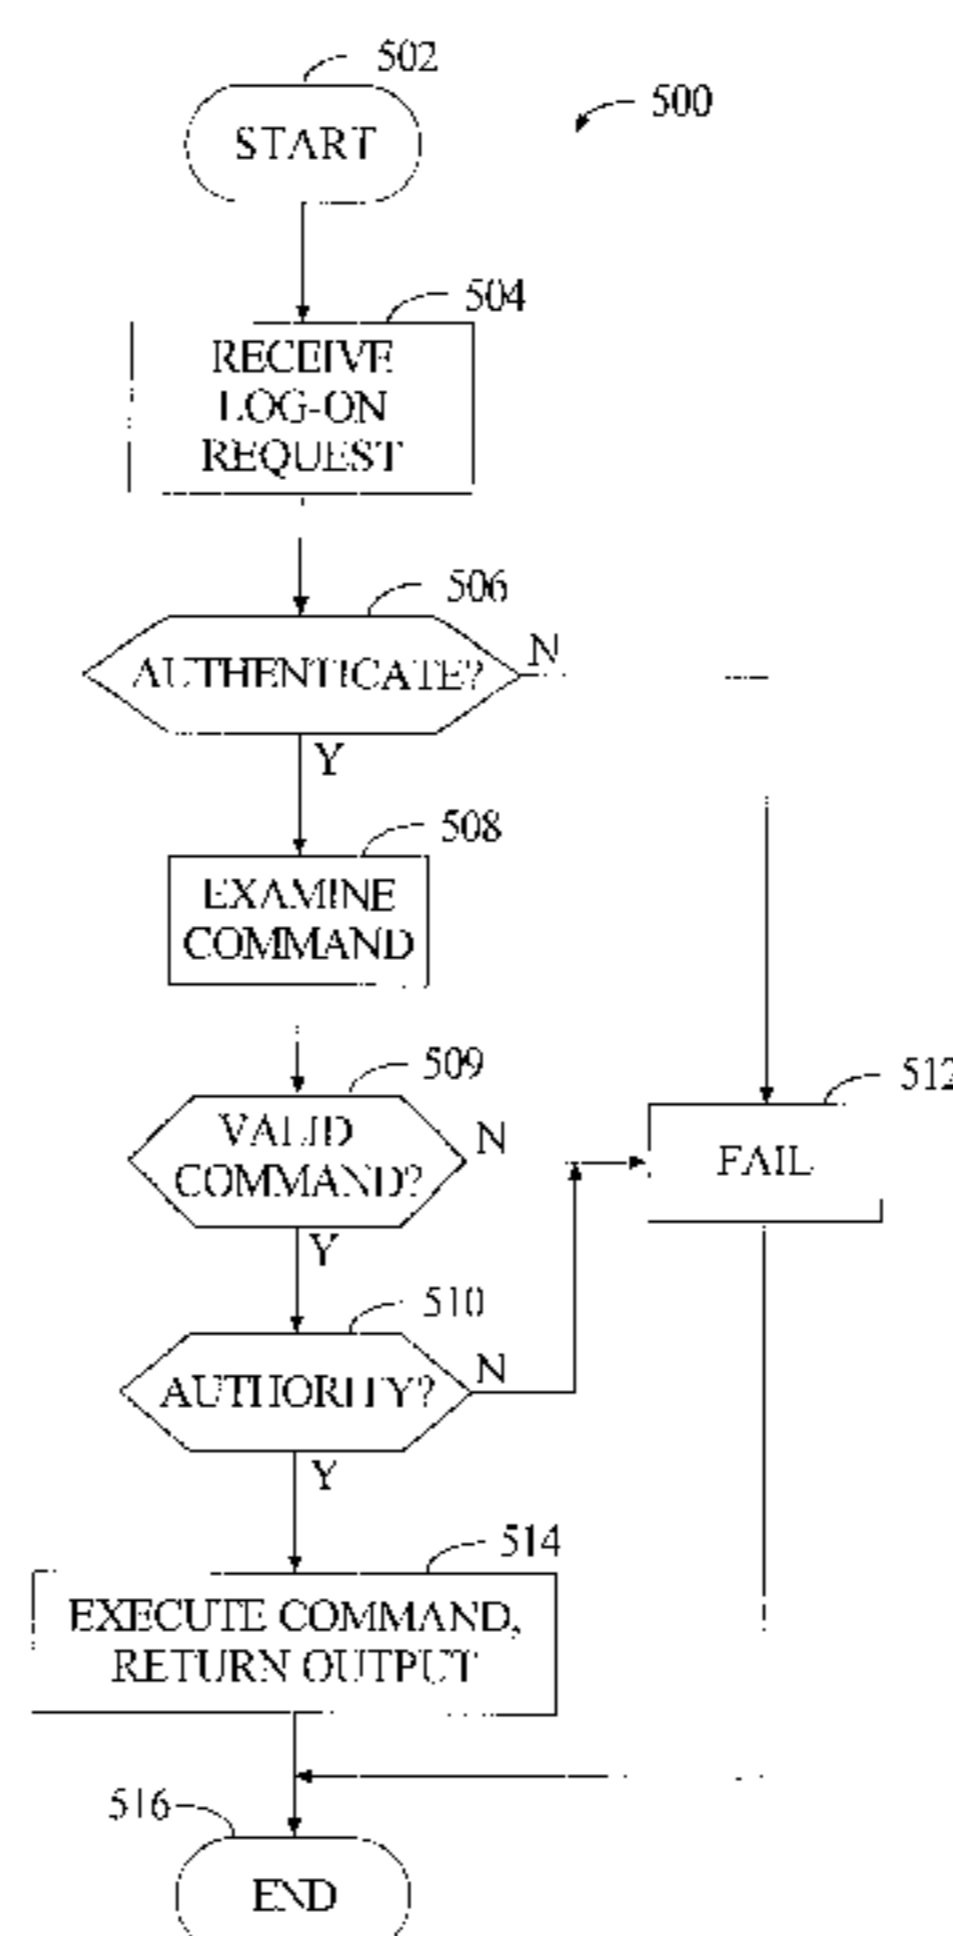 502
500
START
504
RECEIVE
LOG-ON
REQUEST
506
AUTHENTICATE?
N
Y
508
EXAMINE
COMMAND
509
VALID
COMMAND?
N
512
FAIL
Y
510
AUTHORITY?
N
Y
514
EXECUTE COMMAND,
RETURN OUTPUT
516
END